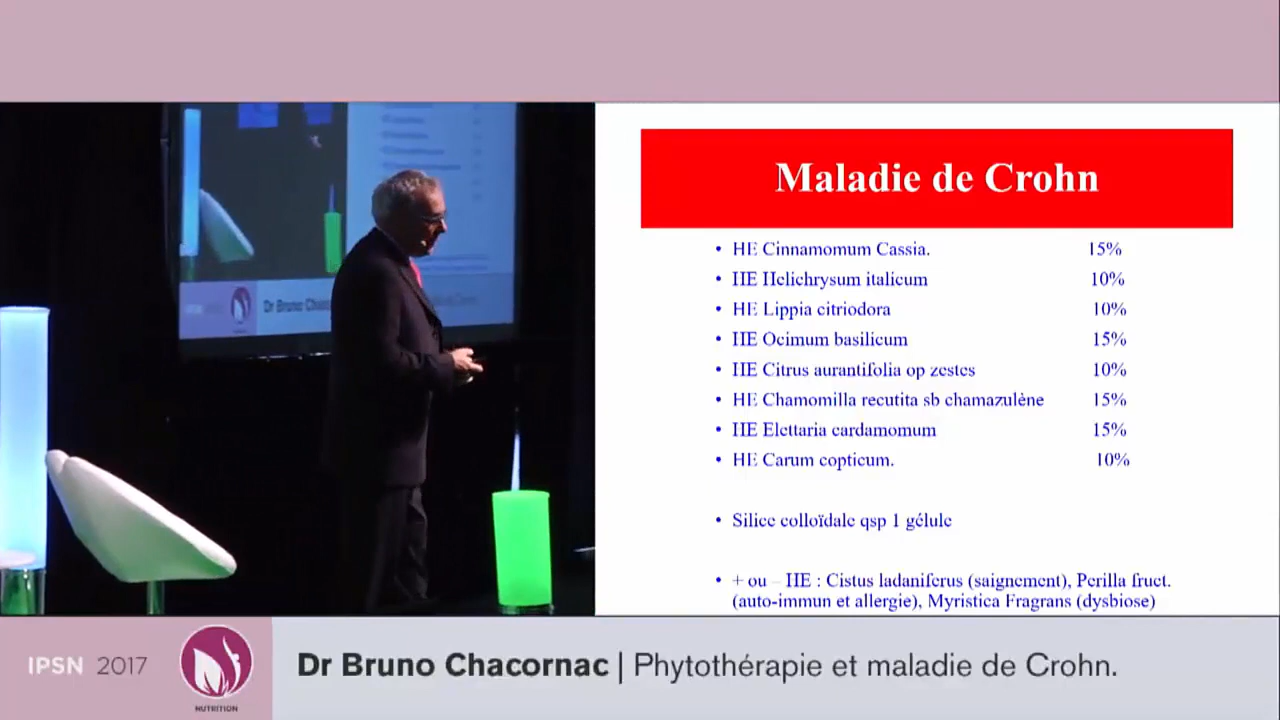 Maladie de Crohn
• HE Cinnamomum Cassia. 15%
• HE Helichrysum italicum 10%
• HE Lippia citriodora 10%
• HE Ocimum basilicum 15%
• HE Citrus aurantifolia op zestes 10%
• HE Chamomilla recutita sb chamazulène 15%
• HE Elettaria cardamomum 15%
• HE Carum copticum. 10%
• Silice colloïdale qsp 1 gélule
• + ou – HE : Cistus ladaniferus (saignement), Perilla fruct.
(auto-immun et allergie), Myristica Fragrans (dysbiose)
Dr Bruno Chaco
IPSN 2017
NUTRITION
Dr Bruno Chacornac | Phytothérapie et maladie de Crohn.